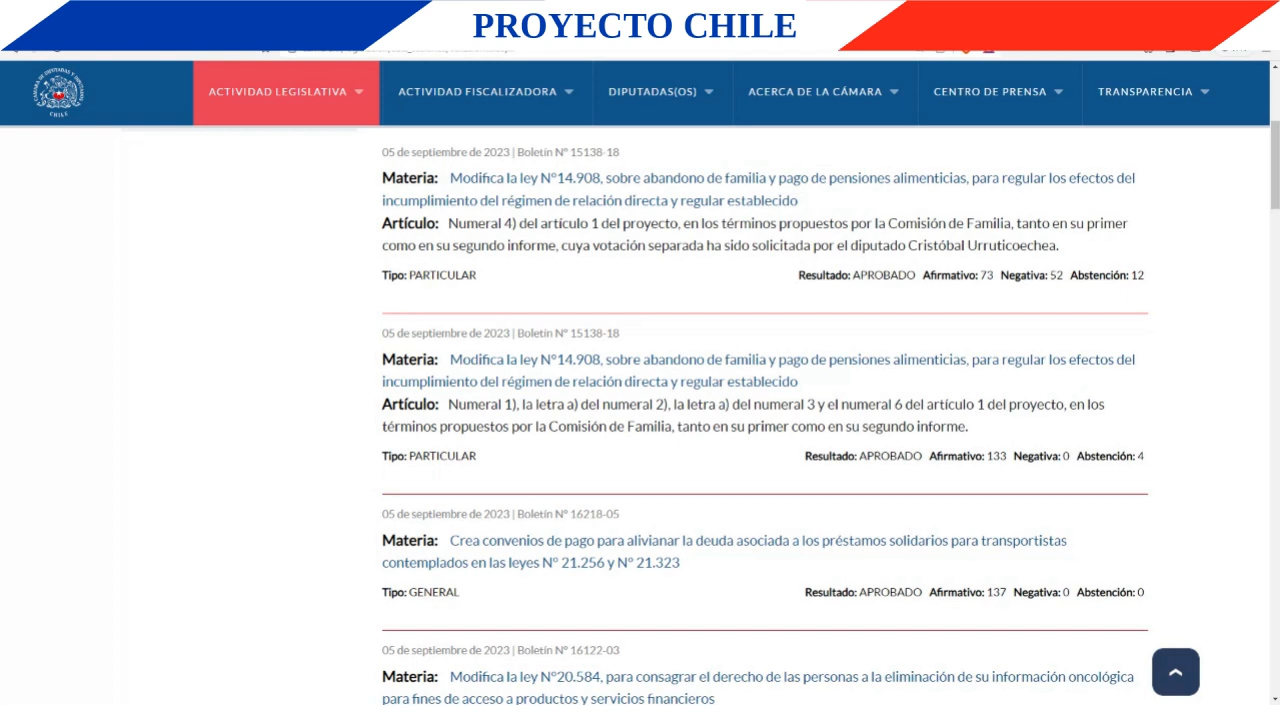 PROYECTO CHILE
CHILE
ACTIVIDAD LEGISLATIVA
ACTIVIDAD FISCALIZADORA
DIPUTADAS(OS)
ACERCA DE LA CÁMARA
CENTRO DE PRENSA
TRANSPARENCIA
05 de septiembre de 2023 | Boletín N° 15138-18
Materia: Modifica la ley N°14.908, sobre abandono de familia y pago de pensiones alimenticias, para regular los efectos del
incumplimiento del régimen de relación directa y regular establecido
Artículo: Numeral 4) del artículo 1 del proyecto, en los términos propuestos por la Comisión de Familia, tanto en su primer
como en su segundo informe, cuya votación separada ha sido solicitada por el diputado Cristóbal Urruticoechea.
Tipo: PARTICULAR Resultado: APROBADO Afirmativo: 73 Negativa: 52 Abstención: 12
05 de septiembre de 2023 | Boletín N° 15138-18
Materia: Modifica la ley N°14.908, sobre abandono de familia y pago de pensiones alimenticias, para regular los efectos del
incumplimiento del régimen de relación directa y regular establecido
Artículo: Numeral 1), la letra a) del numeral 2), la letra a) del numeral 3 y el numeral 6 del artículo 1 del proyecto, en los
términos propuestos por la Comisión de Familia, tanto en su primer como en su segundo informe.
Tipo: PARTICULAR Resultado: APROBADO Afirmativo: 133 Negativa: 0 Abstención: 4
05 de septiembre de 2023 | Boletín N° 16218-05
Materia: Crea convenios de pago para alivianar la deuda asociada a los préstamos solidarios para transportistas
contemplados en las leyes N° 21.256 y N° 21.323
Tipo: GENERAL Resultado: APROBADO Afirmativo: 137 Negativa: 0 Abstención: 0
05 de septiembre de 2023 | Boletín N° 16122-03
Materia: Modifica la ley N°20.584, para consagrar el derecho de las personas a la eliminación de su información oncológica
para fines de acceso a productos y servicios financieros